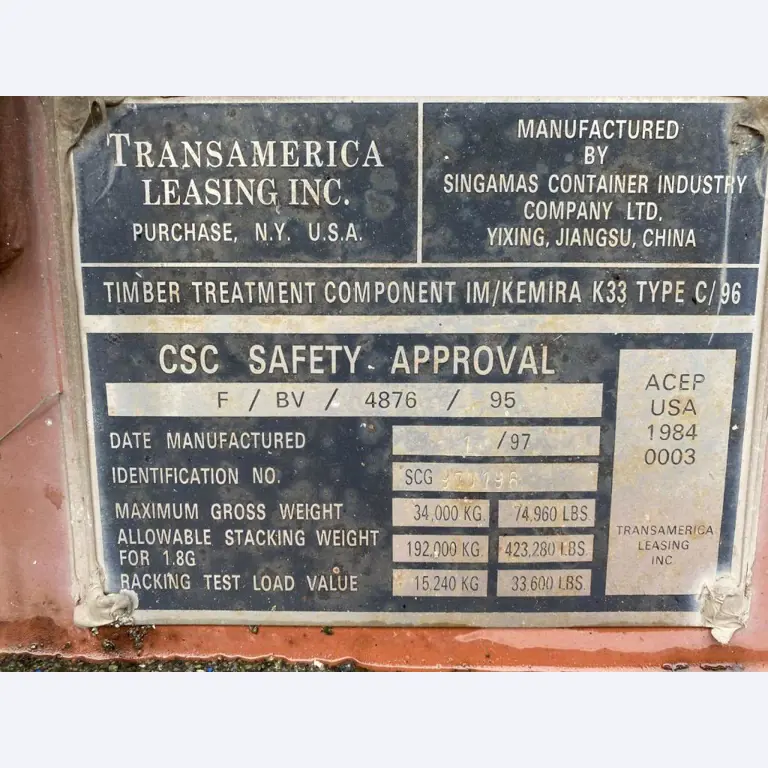 TRANSAMERICA
LEASING INC.
PURCHASE, N.Y. U.S.A.
MANUFACTURED
BY
SINGAMAS CONTAINER INDUSTRY
COMPANY LTD.
YIXING, JIANGSU, CHINA
TIMBER TREATMENT COMPONENT IM/KEMIRA K33 TYPE C/96
CSC SAFETY APPROVAL
F / BV / 4876 / 95
DATE MANUFACTURED /97
IDENTIFICATION NO. SCG
MAXIMUM GROSS WEIGHT 34,000 KG 74,960 LBS
ALLOWABLE STACKING WEIGHT
FOR 1.8G 192,000 KG 423,280 LBS
RACKING TEST LOAD VALUE 15,240 KG 33,600 LBS
ACEP
USA
1984
0003
TRANSAMERICA
LEASING
INC